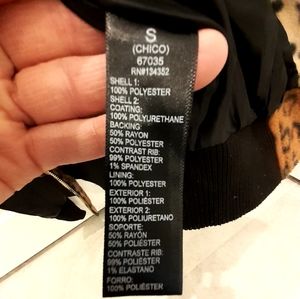 S
(CHICO)
67035
RN#134352
SHELL 1:
100% POLYESTER
SHELL 2:
COATING:
100% POLYURETHANE
BACKING:
50% RAYON
50% POLYESTER
CONTRAST RIB:
99% POLYESTER
1% SPANDEX
LINING:
100% POLYESTER
EXTERIOR 1:
100% POLIÉSTER
EXTERIOR 2:
100% POLIURETANO
SOPORTE:
50% RAYÓN
50% POLIÉSTER
CONTRASTE RIB:
99% POLIÉSTER
1% ELASTANO
FORRO:
100% POLIÉSTER